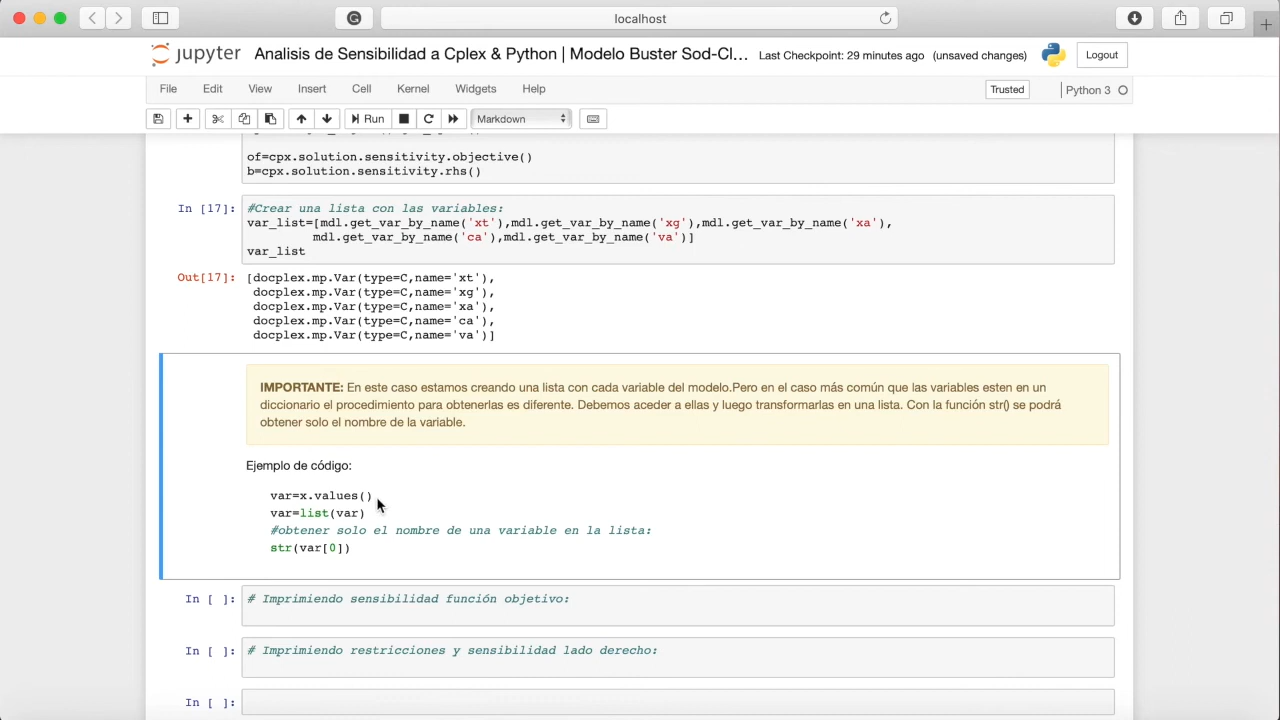 localhost
jupyter Analisis de Sensibilidad a Cplex & Python | Modelo Buster Sod-Cl... Last Checkpoint: 29 minutes ago (unsaved changes) Logout
File Edit View Insert Cell Kernel Widgets Help Trusted Python 3
Run Markdown
of=cpx.solution.sensitivity.objective()
b=cpx.solution.sensitivity.rhs()
In [17]: #Crear una lista con las variables:
var_list=[mdl.get_var_by_name('xt'),mdl.get_var_by_name('xg'),mdl.get_var_by_name('xa'),
mdl.get_var_by_name('ca'),mdl.get_var_by_name('va')]
var_list
Out[17]: [docplex.mp.Var(type=C,name='xt'),
docplex.mp.Var(type=C,name='xg'),
docplex.mp.Var(type=C,name='xa'),
docplex.mp.Var(type=C,name='ca'),
docplex.mp.Var(type=C,name='va')]
IMPORTANTE: En este caso estamos creando una lista con cada variable del modelo.Pero en el caso más común que las variables esten en un
diccionario el procedimiento para obtenerlas es diferente. Debemos aceder a ellas y luego transformarlas en una lista. Con la función str() se podrá
obtener solo el nombre de la variable.
Ejemplo de código:
var=x.values()
var=list(var)
#obtener solo el nombre de una variable en la lista:
str(var[0])
In [ ]: # Imprimiendo sensibilidad función objetivo:
In [ ]: # Imprimiendo restricciones y sensibilidad lado derecho:
In [ ]: